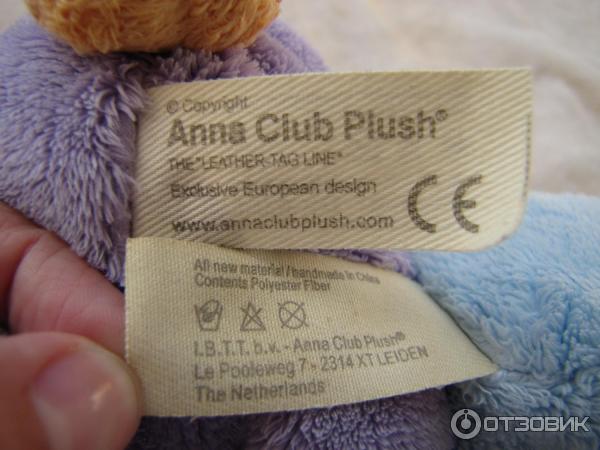 © Copyright
Anna Club Plush®
THE "LEATHER-TAG LINE"
Exclusive European design
www.annaclubplush.com
CE
All new material / handmade in China
Contents Polyester Fiber
I.B.T.T. b.v. - Anna Club Plush®
Le Pooleweg 7 - 2314 XT LEIDEN
The Netherlands
ОТЗОВИК